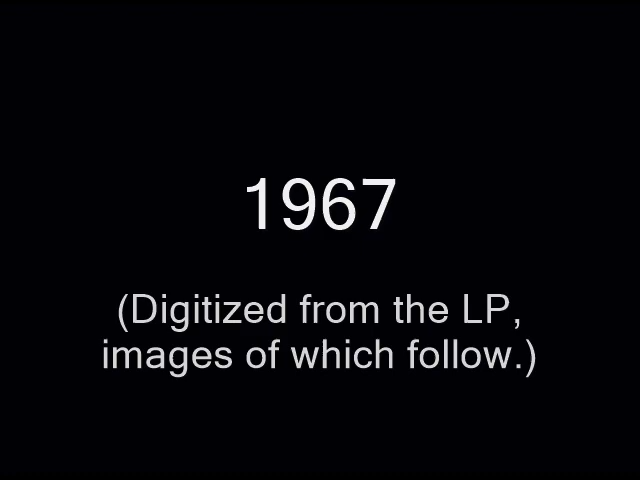 1967
(Digitized from the LP,
images of which follow.)